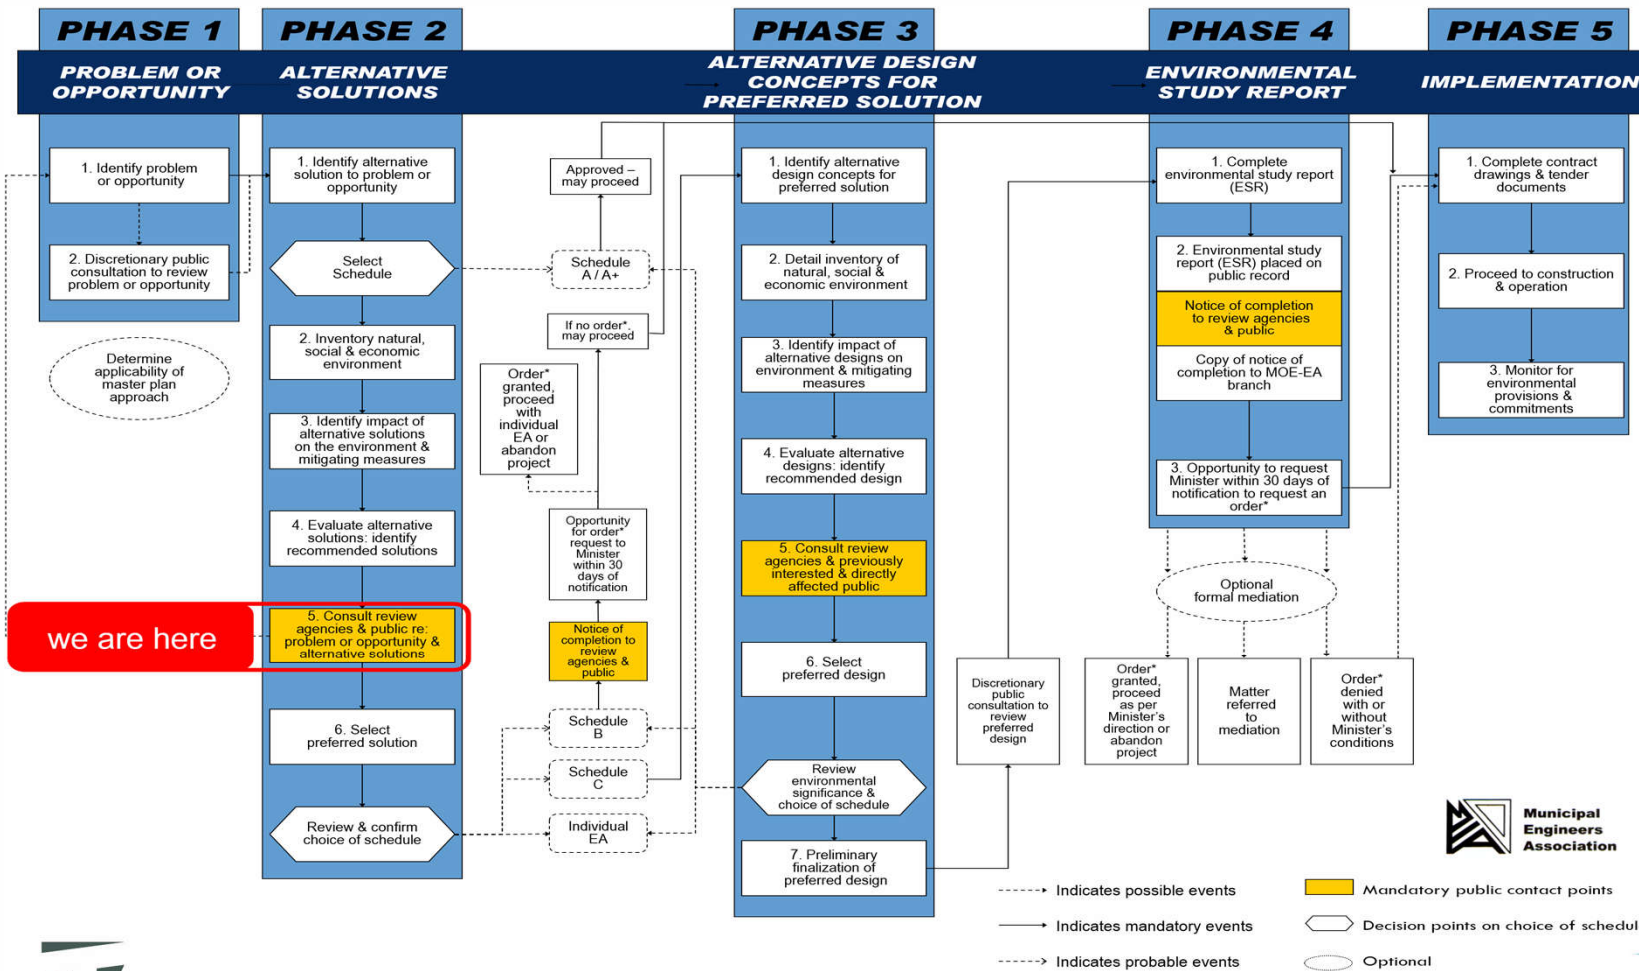 PHASE 1
PHASE 2
PHASE 3
PHASE 4
PHASE 5
PROBLEM OR
OPPORTUNITY
ALTERNATIVE
SOLUTIONS
ALTERNATIVE DESIGN
CONCEPTS FOR
PREFERRED SOLUTION
ENVIRONMENTAL
STUDY REPORT
IMPLEMENTATION
1. Identify problem
or opportunity
2. Discretionary public
consultation to review
problem or opportunity
Determine
applicability of
master plan
approach
we are here
1. Identify alternative
solution to problem or
opportunity
Select
Schedule
2. Inventory natural,
social & economic
environment
3. Identify impact of
alternative solutions
on the environment &
mitigating measures
4. Evaluate alternative
solutions: identify
recommended solutions
5. Consult review
agencies & public re:
problem or opportunity &
alternative solutions
6. Select
preferred solution
Review & confirm
choice of schedule
Approved –
may proceed
Schedule
A / A+
If no order*,
may proceed
Order*
granted,
proceed
with
individual
EA or
abandon
project
Opportunity
for order*
request to
Minister
within 30
days of
notification
Notice of
completion to
review
agencies &
public
Schedule
B
Schedule
C
Individual
EA
1. Identify alternative
design concepts for
preferred solution
2. Detail inventory of
natural, social &
economic environment
3. Identify impact of
alternative designs on
environment & mitigating
measures
4. Evaluate alternative
designs: identify
recommended design
5. Consult review
agencies & previously
interested & directly
affected public
6. Select
preferred design
Review
environmental
significance &
choice of schedule
7. Preliminary
finalization of
preferred design
Discretionary
public
consultation to
review
preferred
design
1. Complete
environmental study report
(ESR)
2. Environmental study
report (ESR) placed on
public record
Notice of completion
to review agencies
& public
Copy of notice of
completion to MOE-EA
branch
3. Opportunity to request
Minister within 30 days of
notification to request an
order*
Optional
formal mediation
Order*
granted,
proceed
as per
Minister's
direction or
abandon
project
Matter
referred
to
mediation
Order*
denied
with or
without
Minister's
conditions
1. Complete contract
drawings & tender
documents
2. Proceed to construction
& operation
3. Monitor for
environmental
provisions &
commitments
Municipal
Engineers
Association
Indicates possible events
Indicates mandatory events
Indicates probable events
Mandatory public contact points
Decision points on choice of schedul
Optional